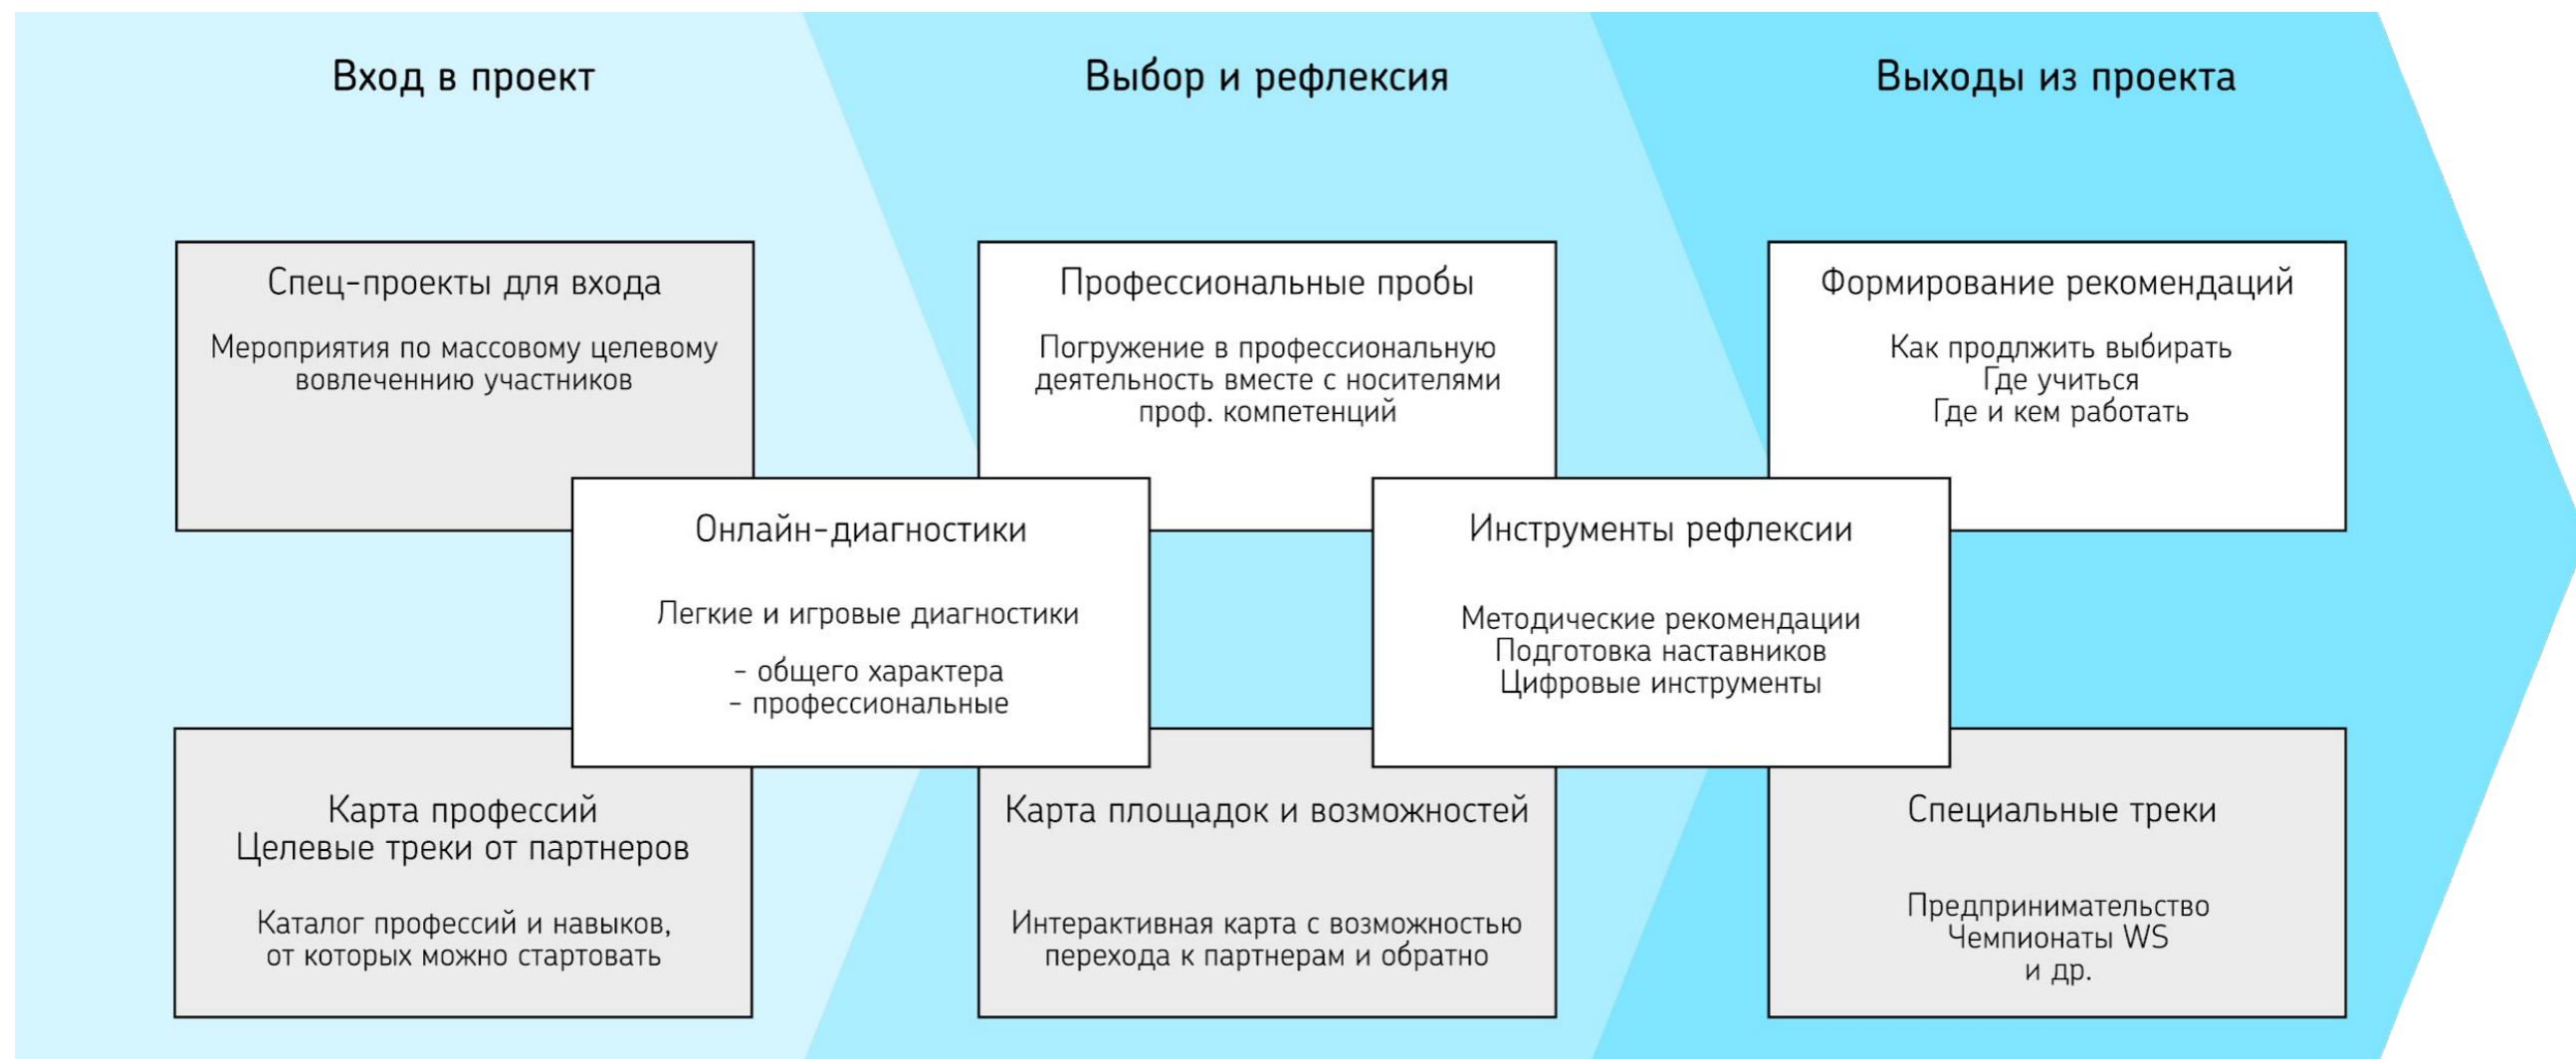 Вход в проект
Выбор и рефлексия
Выходы из проекта
Спец-проекты для входа
Мероприятия по массовому целевому
вовлеченнию участников
Профессиональные пробы
Погружение в профессиональную
деятельность вместе с носителями
проф. компетенций
Формирование рекомендаций
Как продлжить выбирать
Где учиться
Где и кем работать
Онлайн-диагностики
Легкие и игровые диагностики
- общего характера
- профессиональные
Инструменты рефлексии
Методические рекомендации
Подготовка наставников
Цифровые инструменты
Карта профессий
Целевые треки от партнеров
Каталог профессий и навыков,
от которых можно стартовать
Карта площадок и возможностей
Интерактивная карта с возможностью
перехода к партнерам и обратно
Специальные треки
Предпринимательство
Чемпионаты WS
и др.